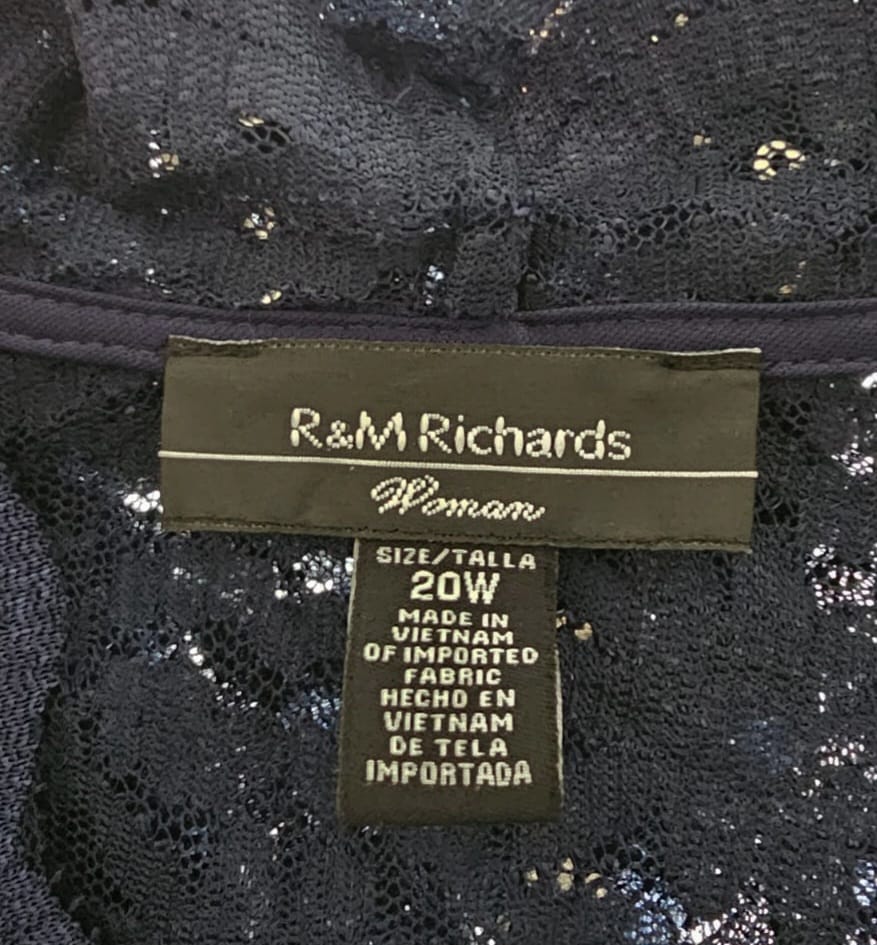 R&M Richards
Woman
SIZE/TALLA
20W
MADE IN
VIETNAM
OF IMPORTED
FABRIC
HECHO EN
VIETNAM
DE TELA
IMPORTADA